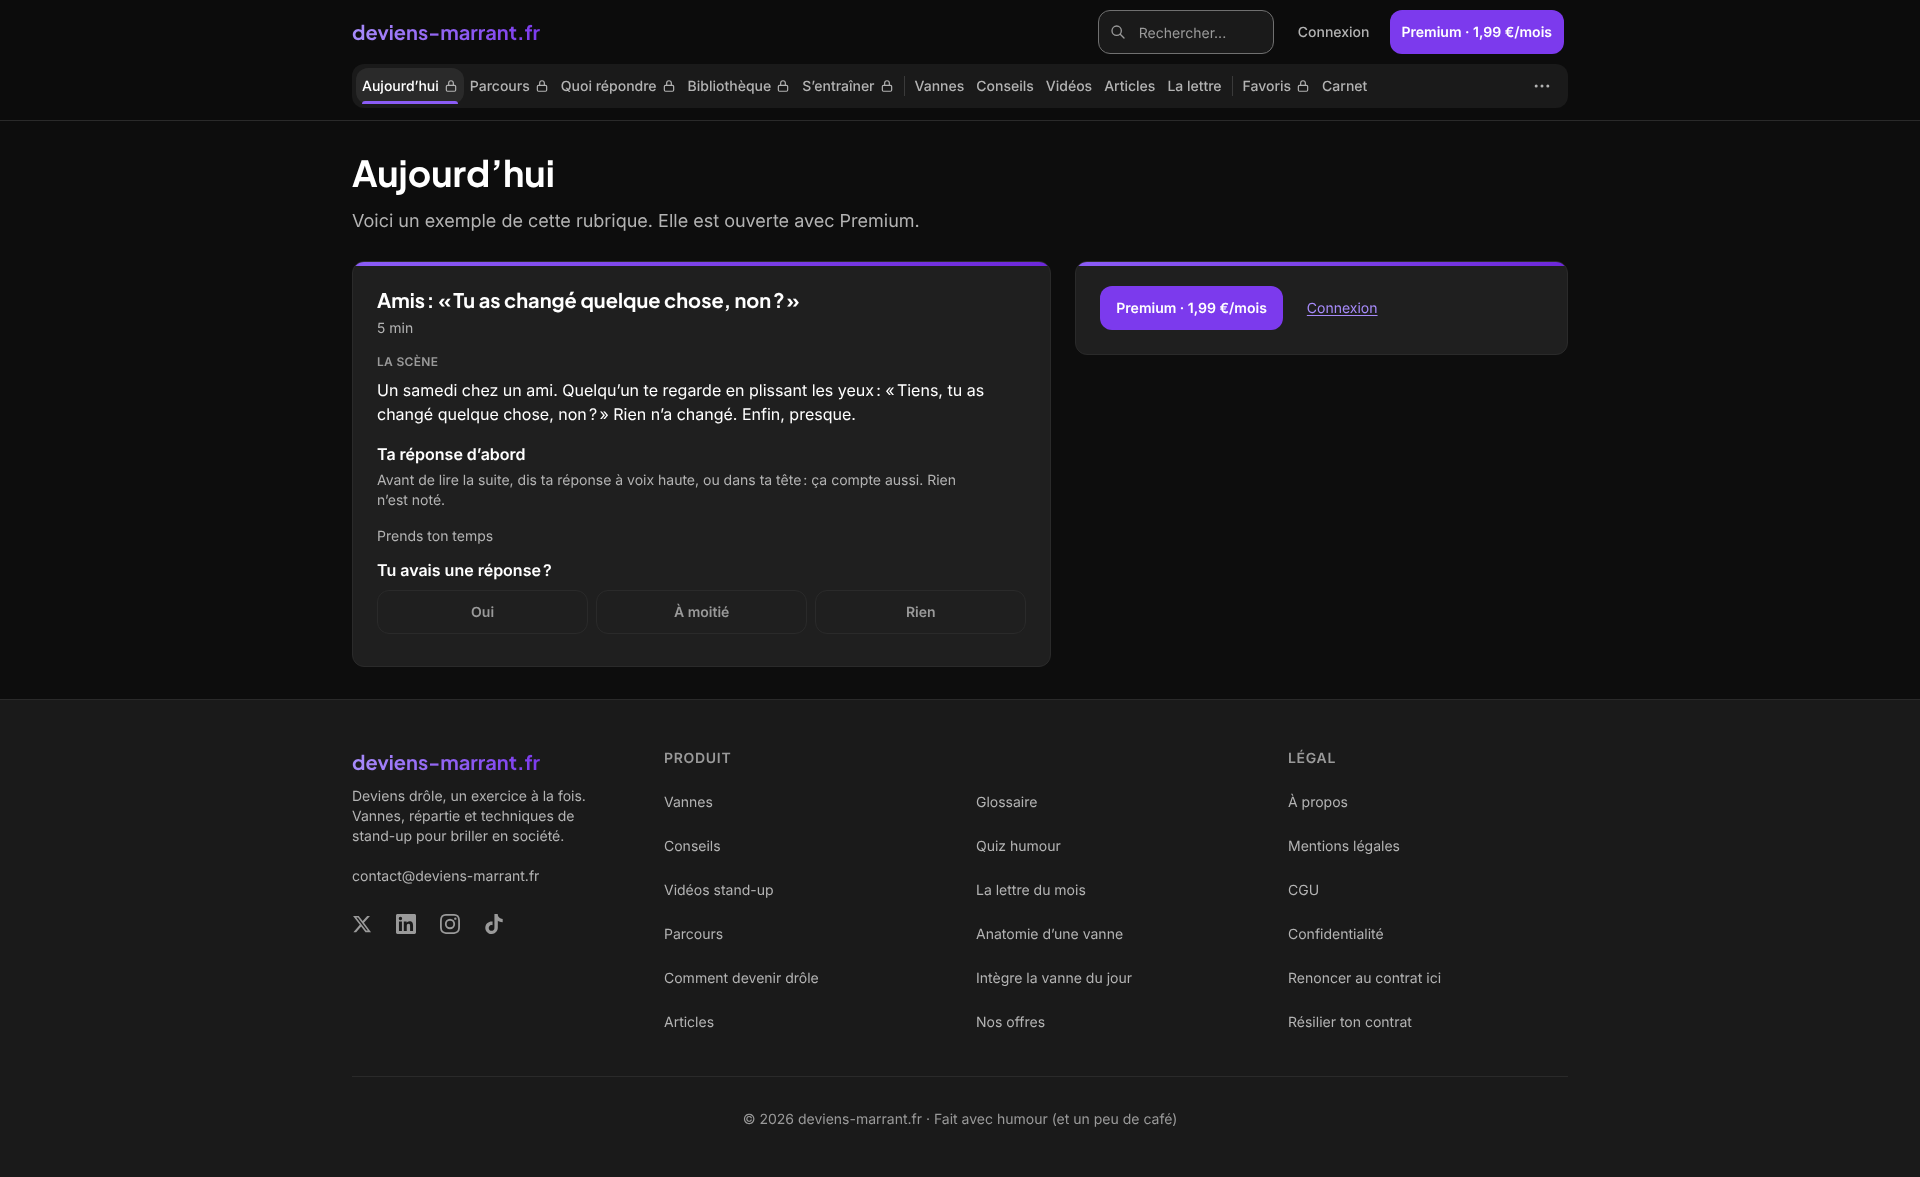 deviens-marrant.fr
Rechercher...
Connexion
Premium · 1,99 €/mois
Aujourd’hui
Parcours
Quoi répondre
Bibliothèque
S’entraîner
Vannes
Conseils
Vidéos
Articles
La lettre
Favoris
Carnet
Aujourd’hui
Voici un exemple de cette rubrique. Elle est ouverte avec Premium.
Amis : « Tu as changé quelque chose, non ? »
5 min
LA SCÈNE
Un samedi chez un ami. Quelqu’un te regarde en plissant les yeux : « Tiens, tu as
changé quelque chose, non ? » Rien n’a changé. Enfin, presque.
Ta réponse d’abord
Avant de lire la suite, dis ta réponse à voix haute, ou dans ta tête : ça compte aussi. Rien
n’est noté.
Prends ton temps
Tu avais une réponse ?
Oui
À moitié
Rien
Premium · 1,99 €/mois
Connexion
deviens-marrant.fr
Deviens drôle, un exercice à la fois.
Vannes, répartie et techniques de
stand-up pour briller en société.
contact@deviens-marrant.fr
PRODUIT
Vannes
Conseils
Vidéos stand-up
Parcours
Comment devenir drôle
Articles
Glossaire
Quiz humour
La lettre du mois
Anatomie d’une vanne
Intègre la vanne du jour
Nos offres
LÉGAL
À propos
Mentions légales
CGU
Confidentialité
Renoncer au contrat ici
Résilier ton contrat
© 2026 deviens-marrant.fr · Fait avec humour (et un peu de café)